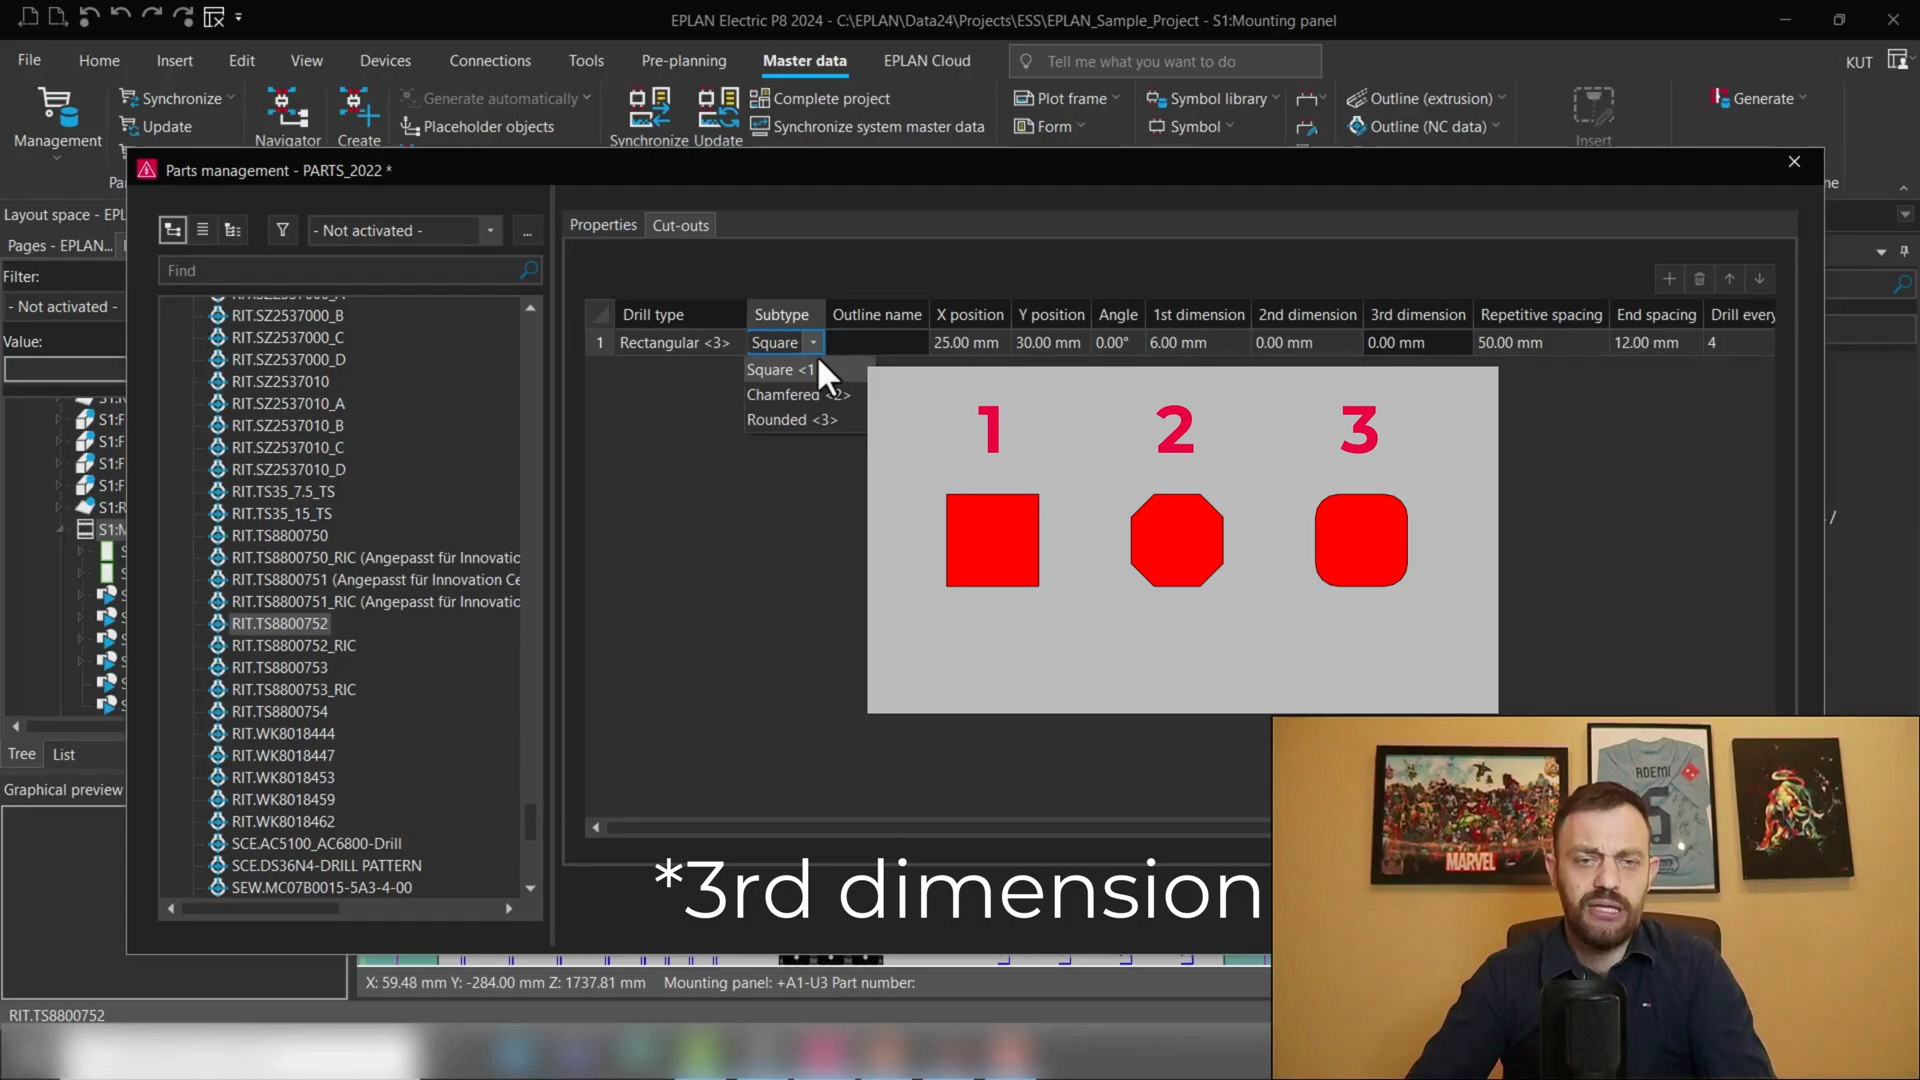 EPLAN Electric P8 2024 - C:\EPLAN\Data24\Projects\ESS\EPLAN_Sample_Project - S1:Mounting panel
File Home Insert Edit View Devices Connections Tools Pre-planning Master data EPLAN Cloud Tell me what you want to do KUT
Synchronize Generate automatically Complete project Plot frame Symbol library Outline (extrusion) Generate
Update Placeholder objects Synchronize system master data Form Symbol Outline (NC data)
Management Navigator Create Synchronize Update Insert
Parts management - PARTS_2022 *
Layout space - EPL
Pages - EPLAN...
Filter:
- Not activated -
Value:
S1:F
S1:F
S1:F
S1:F
S1:R
Tree List
Graphical preview
- Not activated - ...
Find
RIT.SZ2537000_B
RIT.SZ2537000_C
RIT.SZ2537000_D
RIT.SZ2537010
RIT.SZ2537010_A
RIT.SZ2537010_B
RIT.SZ2537010_C
RIT.SZ2537010_D
RIT.TS35_7.5_TS
RIT.TS35_15_TS
RIT.TS8800750
RIT.TS8800750_RIC (Angepasst für Innovatio
RIT.TS8800751 (Angepasst für Innovation Ce
RIT.TS8800751_RIC (Angepasst für Innovatio
RIT.TS8800752
RIT.TS8800752_RIC
RIT.TS8800753
RIT.TS8800753_RIC
RIT.TS8800754
RIT.WK8018444
RIT.WK8018447
RIT.WK8018453
RIT.WK8018459
RIT.WK8018462
SCE.AC5100_AC6800-Drill
SCE.DS36N4-DRILL PATTERN
SEW.MC07B0015-5A3-4-00
Properties Cut-outs
Drill type Subtype Outline name X position Y position Angle 1st dimension 2nd dimension 3rd dimension Repetitive spacing End spacing Drill every
1 Rectangular <3> Square 25.00 mm 30.00 mm 0.00° 6.00 mm 0.00 mm 0.00 mm 50.00 mm 12.00 mm 4
Square <1
Chamfered <2>
Rounded <3>
1 2 3
*3rd dimension
ADEMI
MARVEL
X: 59.48 mm Y: -284.00 mm Z: 1737.81 mm Mounting panel: +A1-U3 Part number:
RIT.TS8800752